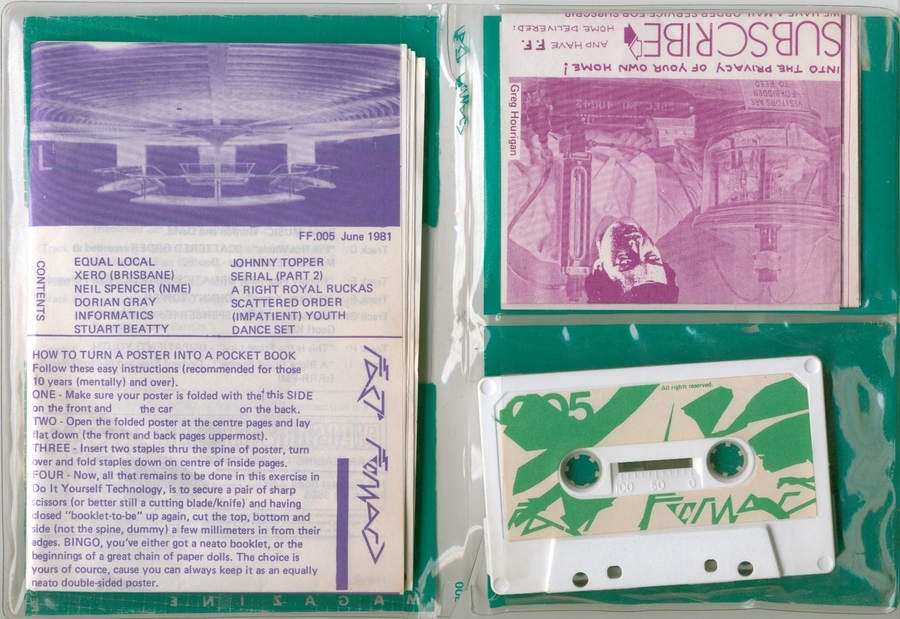 FF.005 June 1981
CONTENTS
EQUAL LOCAL
XERO (BRISBANE)
NEIL SPENCER (NME)
DORIAN GRAY
INFORMATICS
STUART BEATTY
JOHNNY TOPPER
SERIAL (PART 2)
A RIGHT ROYAL RUCKAS
SCATTERED ORDER
(IMPATIENT) YOUTH
DANCE SET
HOW TO TURN A POSTER INTO A POCKET BOOK
Follow these easy instructions (recommended for those
10 years (mentally) and over).
ONE - Make sure your poster is folded with the this SIDE
on the front and the car on the back.
TWO - Open the folded poster at the centre pages and lay
flat down (the front and back pages uppermost).
THREE - Insert two staples thru the spine of poster, turn
over and fold staples down on centre of inside pages.
FOUR - Now, all that remains to be done in this exercise in
Do It Yourself Technology, is to secure a pair of sharp
scissors (or better still a cutting blade/knife) and having
closed "booklet-to-be" up again, cut the top, bottom and
side (not the spine, dummy) a few millimeters in from their
edges. BINGO, you've either got a neato booklet, or the
beginnings of a great chain of paper dolls. The choice is
yours of cource, cause you can always keep it as an equally
neato double-sided poster.
FAST FORWARD
MAGAZINE
WE HAVE A MAIL ORDER SERVICE FOR SUBSCRIB
HOME DELIVERED:
AND HAVE F.F.
SUBSCRIBE
INTO THE PRIVACY OF YOUR OWN HOME!
Greg Hourigan
VISITORS ARE
FORBIDDEN
TO FEED
All rights reserved.
005
100 50 0
FAST FORWARD